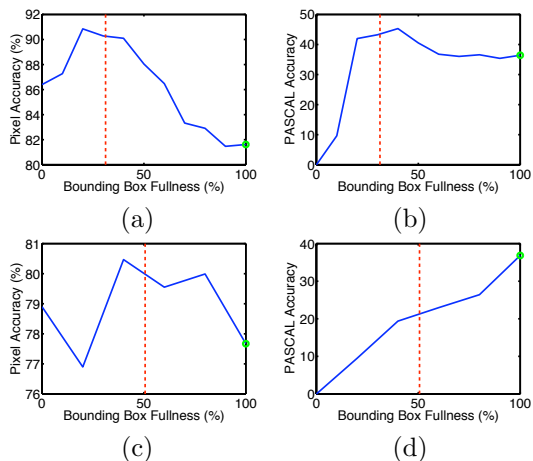 92
90
88
86
84
82
80
Pixel Accuracy (%)
0 50 100
Bounding Box Fullness (%)
(a)
50
40
30
20
10
0
PASCAL Accuracy
0 50 100
Bounding Box Fullness (%)
(b)
81
80
79
78
77
76
Pixel Accuracy (%)
0 50 100
Bounding Box Fullness (%)
(c)
40
30
20
10
0
PASCAL Accuracy
0 50 100
Bounding Box Fullness (%)
(d)